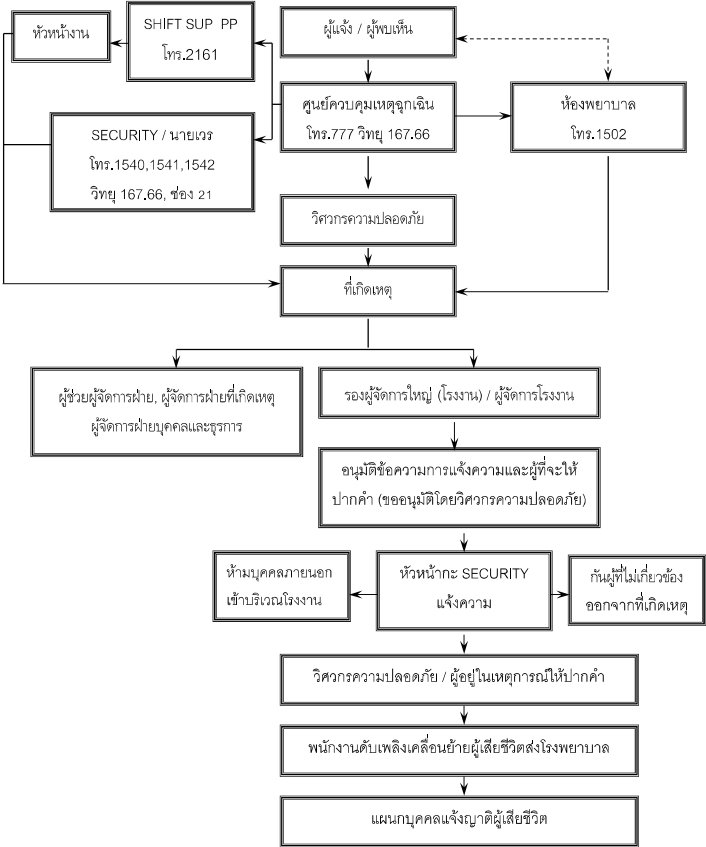 หัวหน้างาน
SHIFT SUP PP
โทร.2161
ผู้แจ้ง / ผู้พบเห็น
ศูนย์ควบคุมเหตุฉุกเฉิน
โทร.777 วิทยุ 167.66
ห้องพยาบาล
โทร.1502
SECURITY / นายเวร
โทร.1540,1541,1542
วิทยุ 167.66, ช่อง 21
วิศวกรความปลอดภัย
ที่เกิดเหตุ
ผู้ช่วยผู้จัดการฝ่าย, ผู้จัดการฝ่ายที่เกิดเหตุ
ผู้จัดการฝ่ายบุคคลและธุรการ
รองผู้จัดการใหญ่ (โรงงาน) / ผู้จัดการโรงงาน
อนุมัติข้อความการแจ้งความและผู้ที่จะให้
ปากคำ (ขออนุมัติโดยวิศวกรความปลอดภัย)
ห้ามบุคคลภายนอก
เข้าบริเวณโรงงาน
หัวหน้ากะ SECURITY
แจ้งความ
กันผู้ที่ไม่เกี่ยวข้อง
ออกจากที่เกิดเหตุ
วิศวกรความปลอดภัย / ผู้อยู่ในเหตุการณ์ให้ปากคำ
พนักงานดับเพลิงเคลื่อนย้ายผู้เสียชีวิตส่งโรงพยาบาล
แผนกบุคคลแจ้งญาติผู้เสียชีวิต